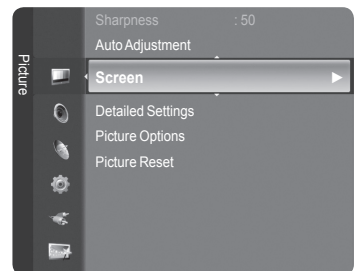 Picture
Sharpness : 50
Auto Adjustment
Screen
Detailed Settings
Picture Options
Picture Reset